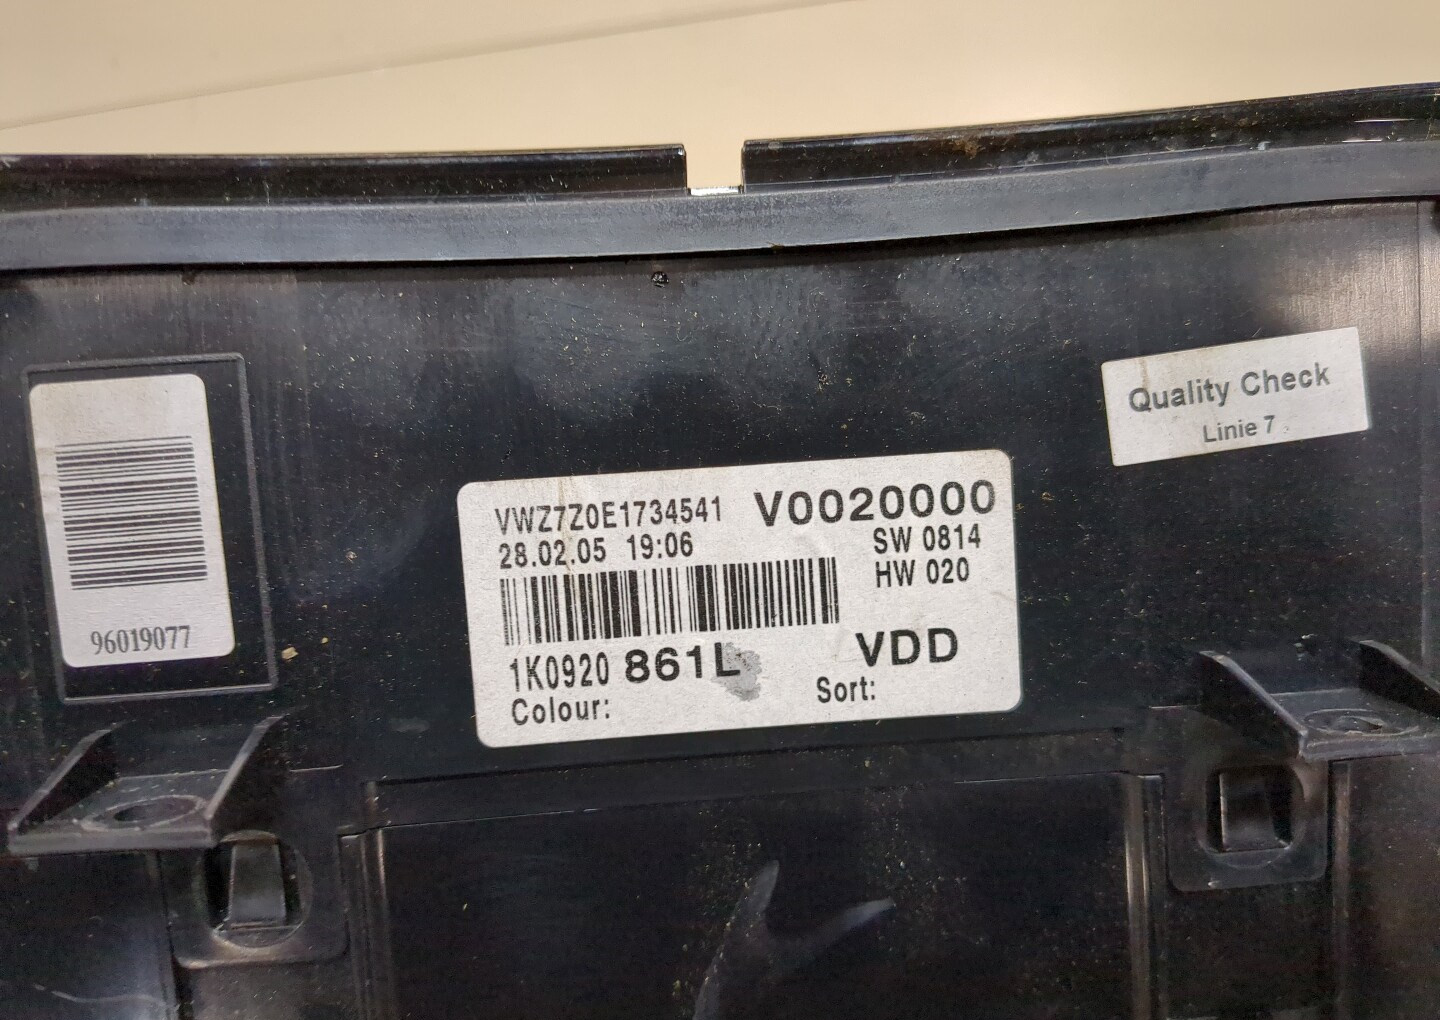 96019077
VWZ7Z0E1734541 V0020000
28.02.05 19:06 SW 0814
HW 020
1K0920 861L VDD
Colour: Sort:
Quality Check
Linie 7